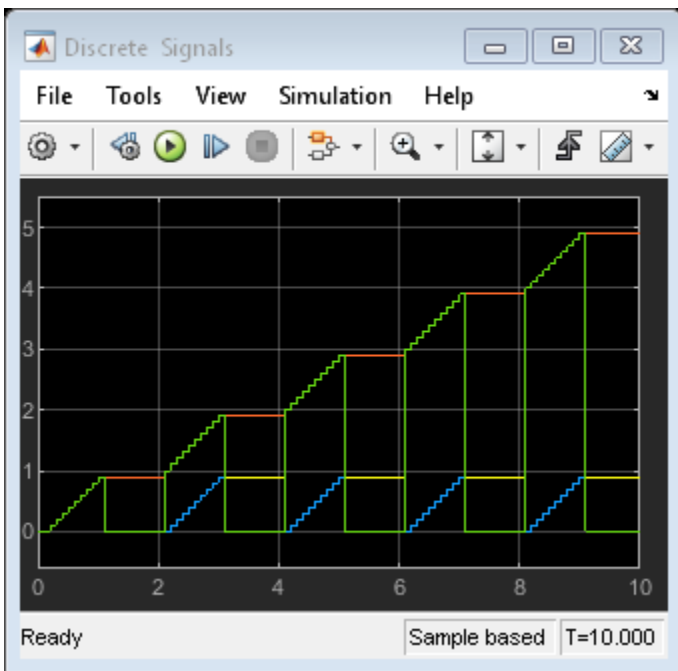 Discrete Signals
File Tools View Simulation Help
5
4
3
2
1
0
0 2 4 6 8 10
Ready Sample based T=10.000